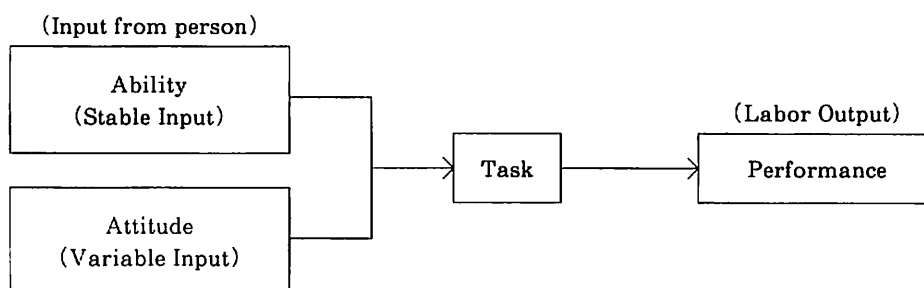 (Input from person)
Ability
(Stable Input)
Attitude
(Variable Input)
Task
(Labor Output)
Performance